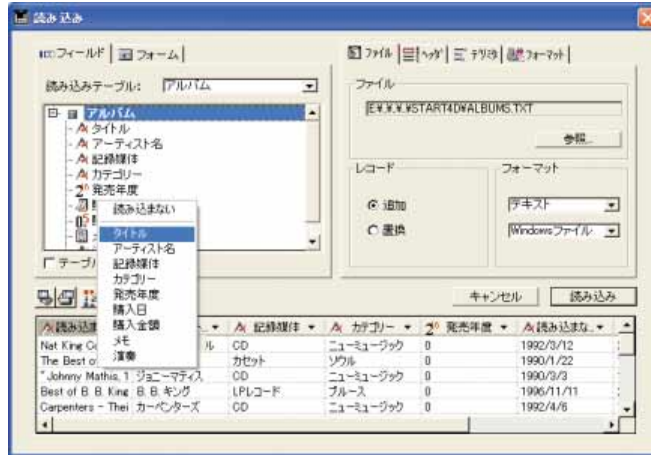 読み込み
フィールド
フォーム
読み込みテーブル:
アルバム
アルバム
タイトル
アーティスト名
記録媒体
カテゴリー
発売年度
読み込まない
タイトル
アーティスト名
記録媒体
カテゴリー
発売年度
購入日
購入金額
メモ
演奏
ファイル
ヘッダ
デリミタ
フォーマット
ファイル
E¥.¥.¥.¥START4D¥ALBUMS.TXT
参照...
レコード
追加
置換
フォーマット
テキスト
Windowsファイル
キャンセル
読み込み
記録媒体 カテゴリー 発売年度 読み込まな..
Nat King CD ニューミュージック 0 1992/3/12
The Best o カセット ソウル 0 1990/1/22
"Johnny Mathis, 1 ジョニーマティス CD ニューミュージック 0 1990/3/3
Best of B. B. King B. B. キング LPレコード ブルース 0 1996/11/11
Carpenters - Thei カーペンターズ CD ニューミュージック 0 1992/4/6